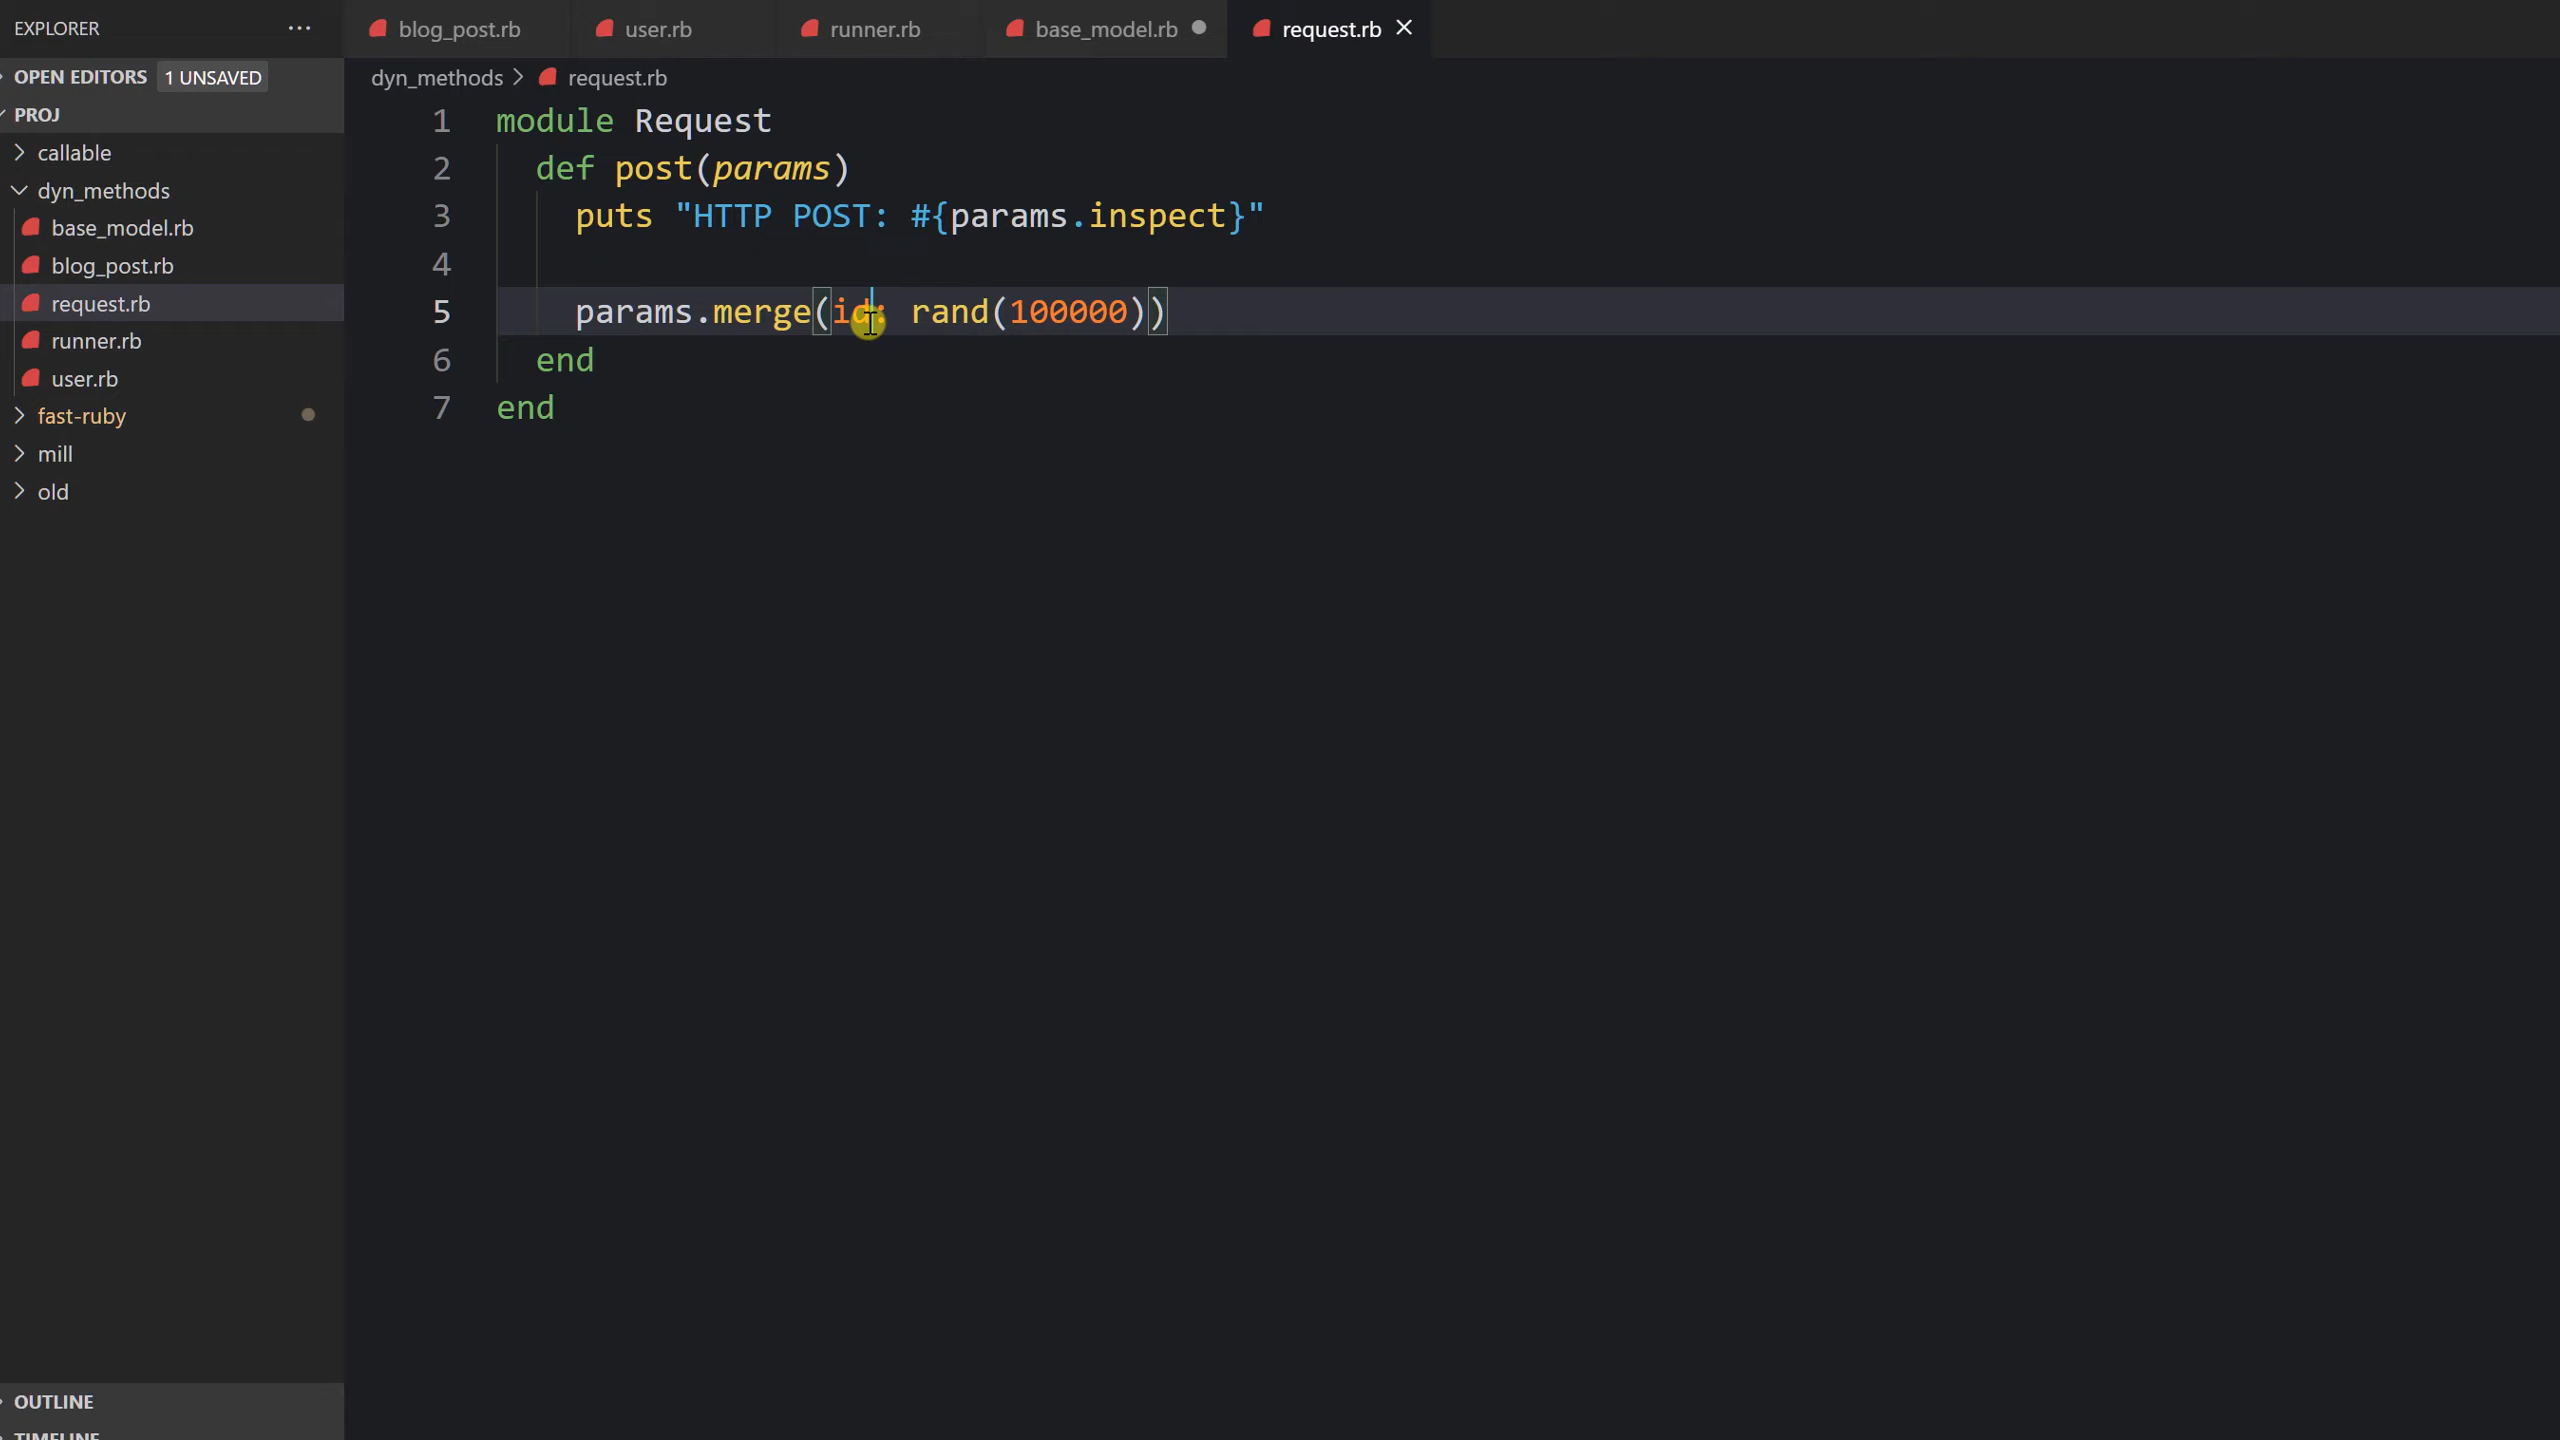 EXPLORER ···
OPEN EDITORS 1 UNSAVED
PROJ
callable
dyn_methods
base_model.rb
blog_post.rb
request.rb
runner.rb
user.rb
fast-ruby
mill
old
OUTLINE
TIMELINE
blog_post.rb user.rb runner.rb base_model.rb request.rb
dyn_methods > request.rb
1 module Request
2 def post(params)
3 puts "HTTP POST: #{params.inspect}"
4
5 params.merge(id: rand(100000))
6 end
7 end